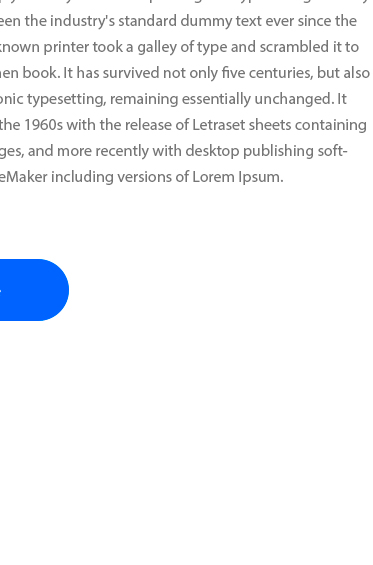 een the industry's standard dummy text ever since the
known printer took a galley of type and scrambled it to
en book. It has survived not only five centuries, but also
onic typesetting, remaining essentially unchanged. It
the 1960s with the release of Letraset sheets containing
ges, and more recently with desktop publishing soft-
eMaker including versions of Lorem Ipsum.